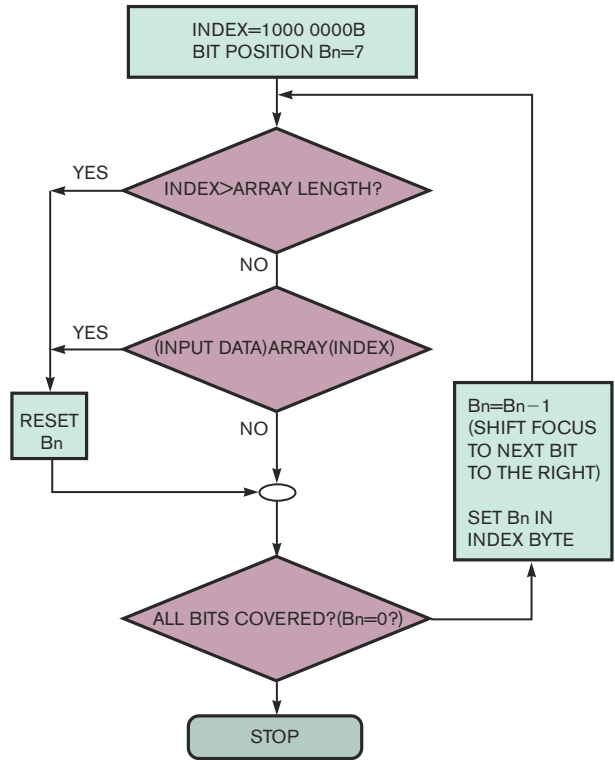 INDEX=1000 0000B
BIT POSITION Bn=7
YES
INDEX>ARRAY LENGTH?
NO
YES
(INPUT DATA)ARRAY(INDEX)
RESET
Bn
NO
Bn=Bn−1
(SHIFT FOCUS
TO NEXT BIT
TO THE RIGHT)
SET Bn IN
INDEX BYTE
ALL BITS COVERED?(Bn=0?)
STOP